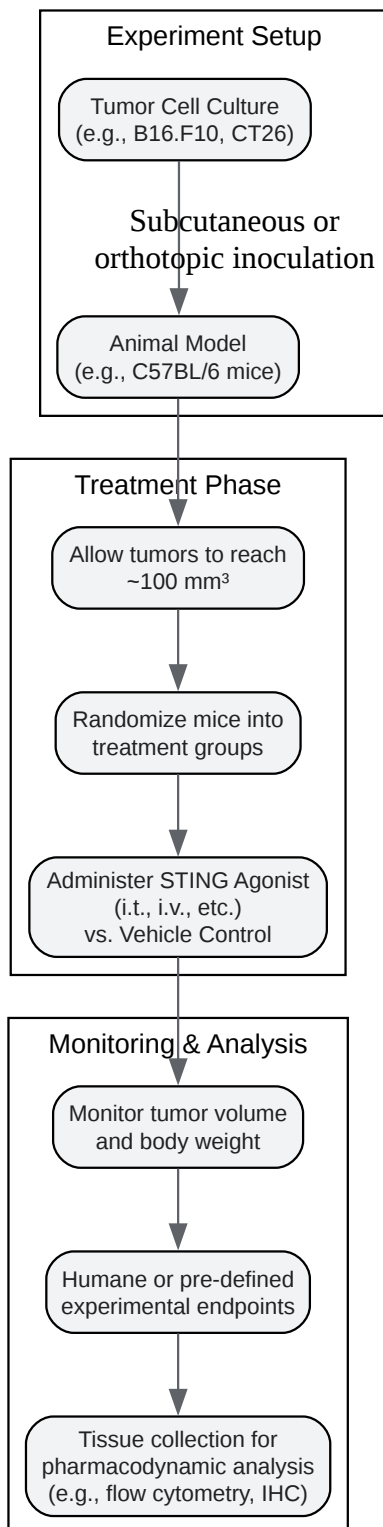 Experiment Setup
Tumor Cell Culture
(e.g., B16.F10, CT26)
Subcutaneous or
orthotopic inoculation
Animal Model
(e.g., C57BL/6 mice)
Treatment Phase
Allow tumors to reach
~100 mm³
Randomize mice into
treatment groups
Administer STING Agonist
(i.t., i.v., etc.)
vs. Vehicle Control
Monitoring & Analysis
Monitor tumor volume
and body weight
Humane or pre-defined
experimental endpoints
Tissue collection for
pharmacodynamic analysis
(e.g., flow cytometry, IHC)